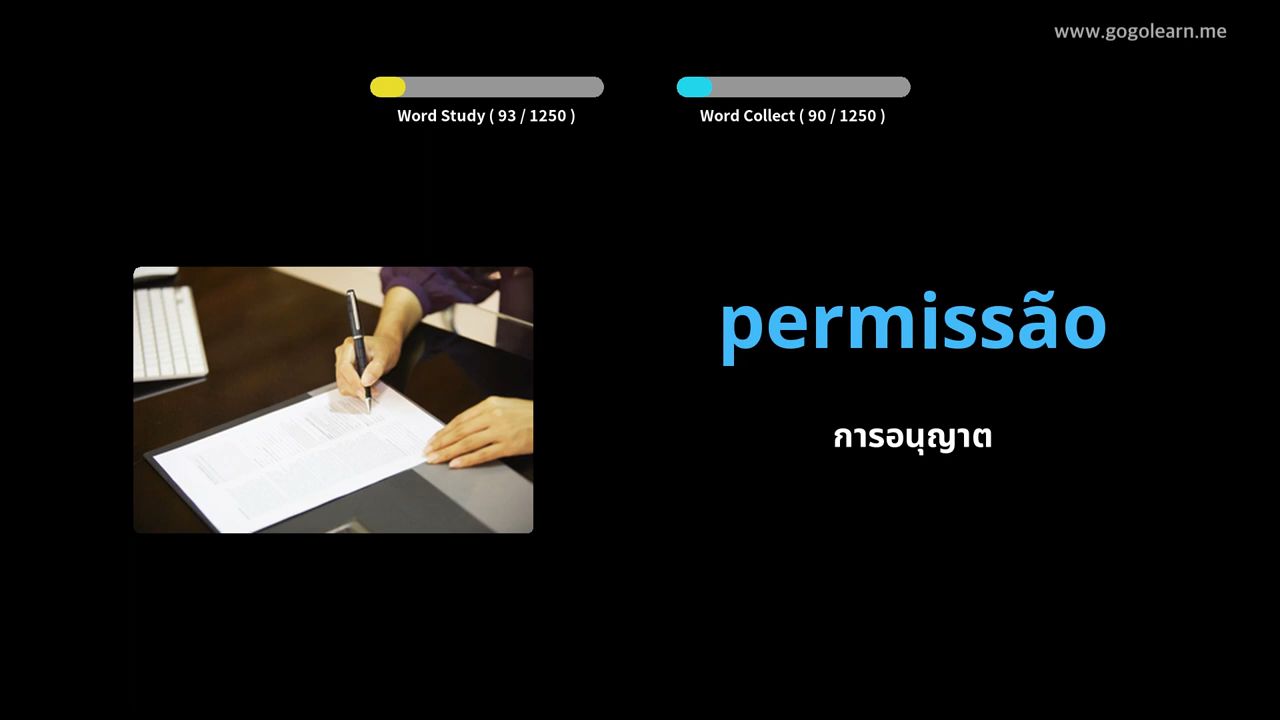 www.gogolearn.me
Word Study ( 93 / 1250 )
Word Collect ( 90 / 1250 )
permissão
การอนุญาต